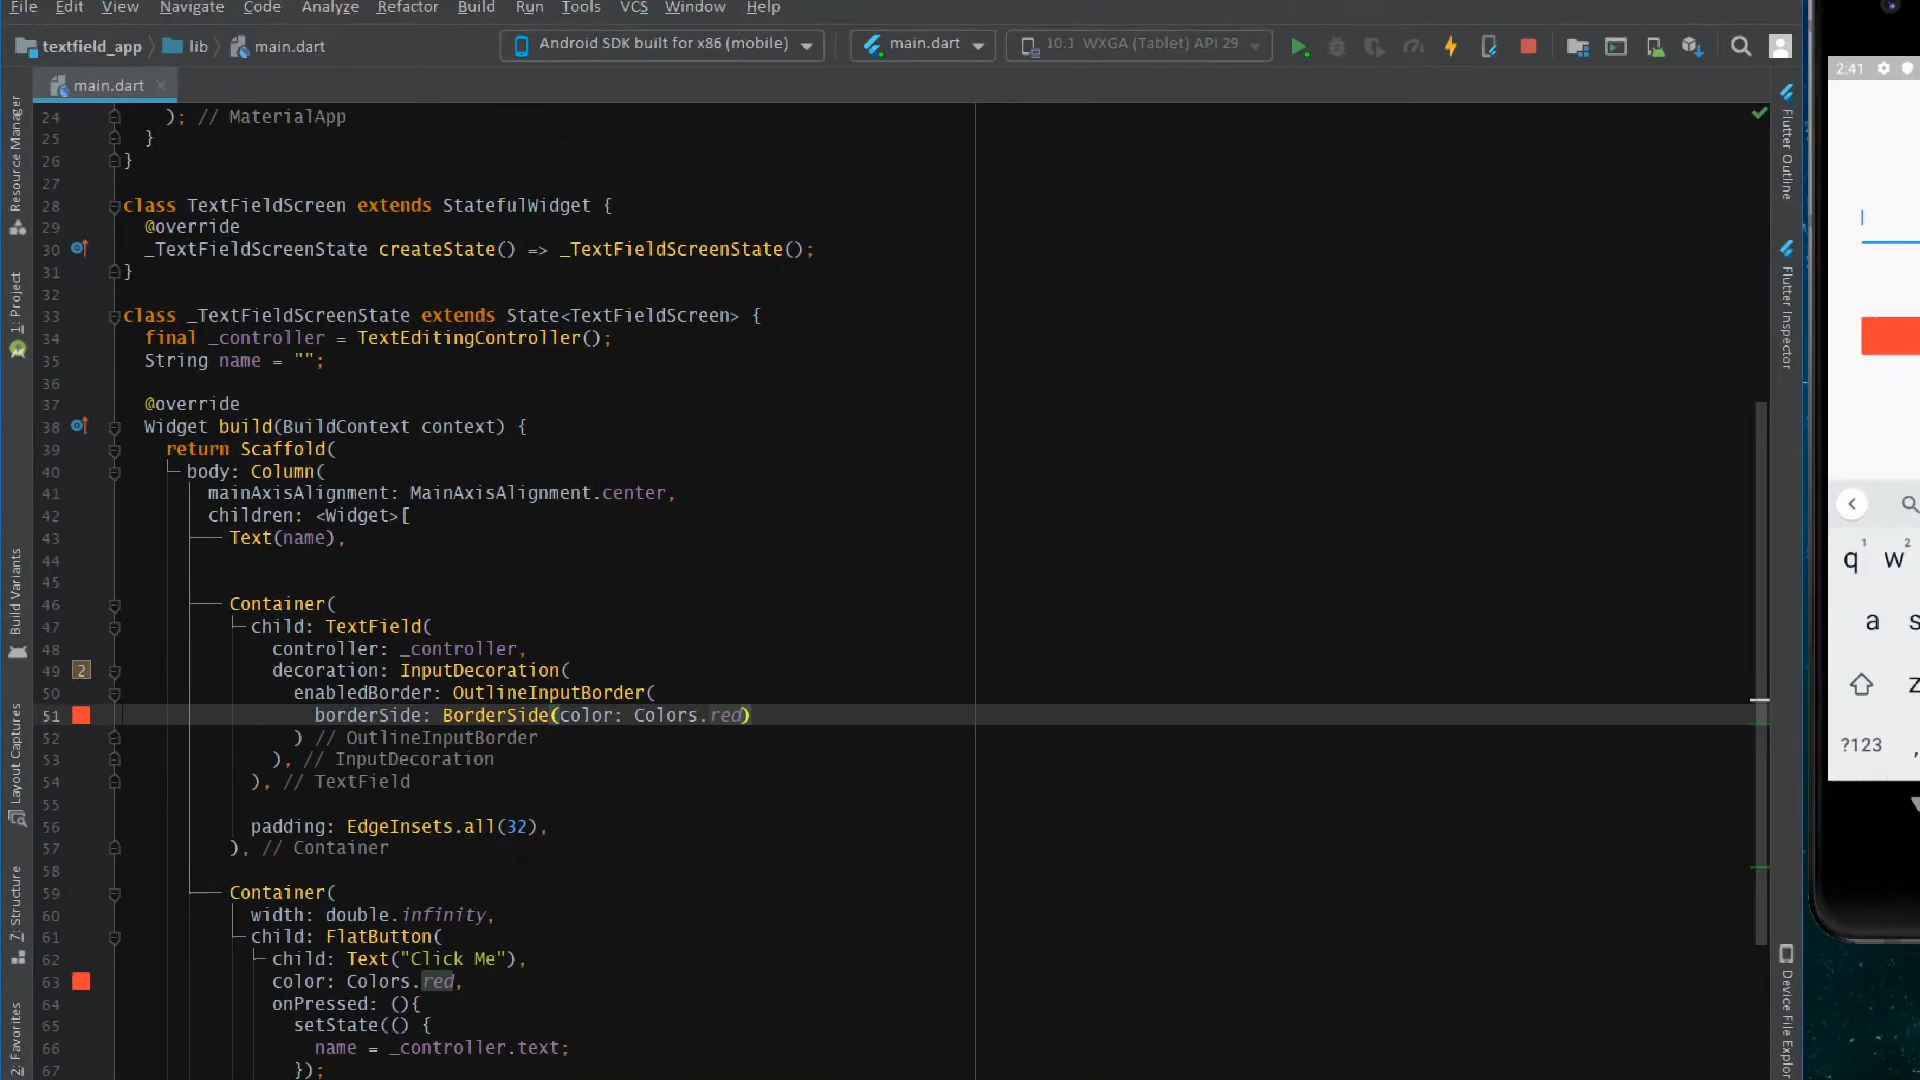 File Edit View Navigate Code Analyze Refactor Build Run Tools VCS Window Help
textfield_app lib main.dart Android SDK built for x86 (mobile) main.dart 10.1 WXGA (Tablet) API 29
main.dart
24 ); // MaterialApp
25 }
26 }
27
28 class TextFieldScreen extends StatefulWidget {
29 @override
30 _TextFieldScreenState createState() => _TextFieldScreenState();
31 }
32
33 class _TextFieldScreenState extends State<TextFieldScreen> {
34 final _controller = TextEditingController();
35 String name = "";
36
37 @override
38 Widget build(BuildContext context) {
39 return Scaffold(
40 body: Column(
41 mainAxisAlignment: MainAxisAlignment.center,
42 children: <Widget>[
43 Text(name),
44
45
46 Container(
47 child: TextField(
48 controller: _controller,
49 2 decoration: InputDecoration(
50 enabledBorder: OutlineInputBorder(
51 borderSide: BorderSide(color: Colors.red)
52 ) // OutlineInputBorder
53 ), // InputDecoration
54 ), // TextField
55
56 padding: EdgeInsets.all(32),
57 ), // Container
58
59 Container(
60 width: double.infinity,
61 child: FlatButton(
62 child: Text("Click Me"),
63 color: Colors.red,
64 onPressed: (){
65 setState(() {
66 name = _controller.text;
67 });
Resource Manager
1: Project
Build Variants
Layout Captures
7: Structure
2: Favorites
Flutter Outline
Flutter Inspector
Device File Explor
2:41
q 1 w 2
a s
z
?123 ,